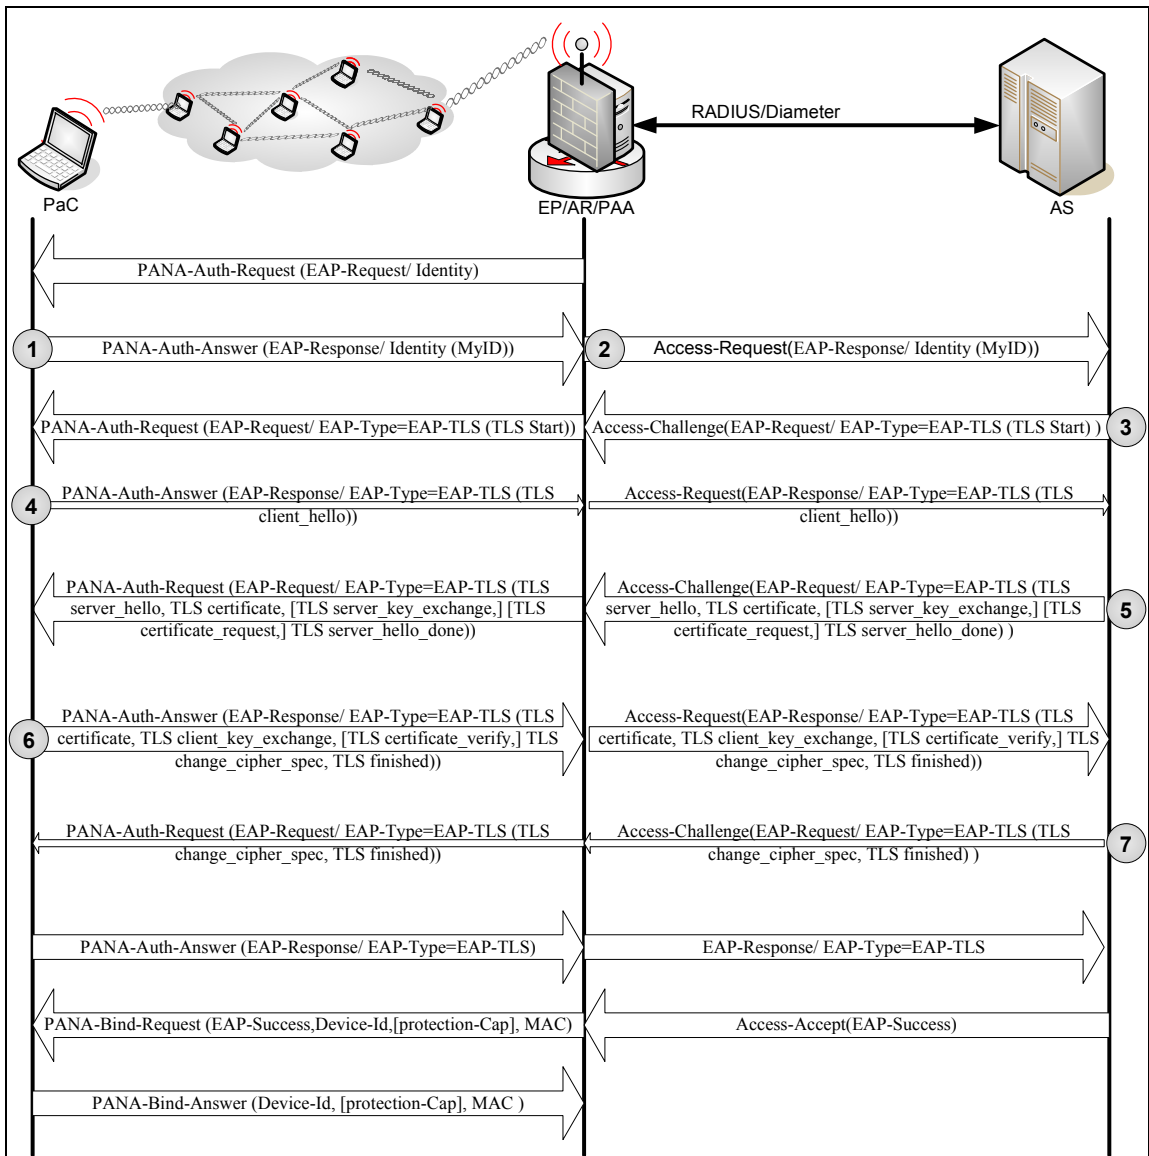 RADIUS/Diameter
PaC
EP/AR/PAA
AS
PANA-Auth-Request (EAP-Request/ Identity)
1
PANA-Auth-Answer (EAP-Response/ Identity (MyID))
2
Access-Request(EAP-Response/ Identity (MyID))
PANA-Auth-Request (EAP-Request/ EAP-Type=EAP-TLS (TLS Start))
Access-Challenge(EAP-Request/ EAP-Type=EAP-TLS (TLS Start) )
3
4
PANA-Auth-Answer (EAP-Response/ EAP-Type=EAP-TLS (TLS
client_hello))
Access-Request(EAP-Response/ EAP-Type=EAP-TLS (TLS
client_hello))
PANA-Auth-Request (EAP-Request/ EAP-Type=EAP-TLS (TLS
server_hello, TLS certificate, [TLS server_key_exchange,] [TLS
certificate_request,] TLS server_hello_done))
Access-Challenge(EAP-Request/ EAP-Type=EAP-TLS (TLS
server_hello, TLS certificate, [TLS server_key_exchange,] [TLS
certificate_request,] TLS server_hello_done) )
5
6
PANA-Auth-Answer (EAP-Response/ EAP-Type=EAP-TLS (TLS
certificate, TLS client_key_exchange, [TLS certificate_verify,] TLS
change_cipher_spec, TLS finished))
Access-Request(EAP-Response/ EAP-Type=EAP-TLS (TLS
certificate, TLS client_key_exchange, [TLS certificate_verify,] TLS
change_cipher_spec, TLS finished))
PANA-Auth-Request (EAP-Request/ EAP-Type=EAP-TLS (TLS
change_cipher_spec, TLS finished))
Access-Challenge(EAP-Request/ EAP-Type=EAP-TLS (TLS
change_cipher_spec, TLS finished) )
7
PANA-Auth-Answer (EAP-Response/ EAP-Type=EAP-TLS)
EAP-Response/ EAP-Type=EAP-TLS
PANA-Bind-Request (EAP-Success,Device-Id,[protection-Cap], MAC)
Access-Accept(EAP-Success)
PANA-Bind-Answer (Device-Id, [protection-Cap], MAC )